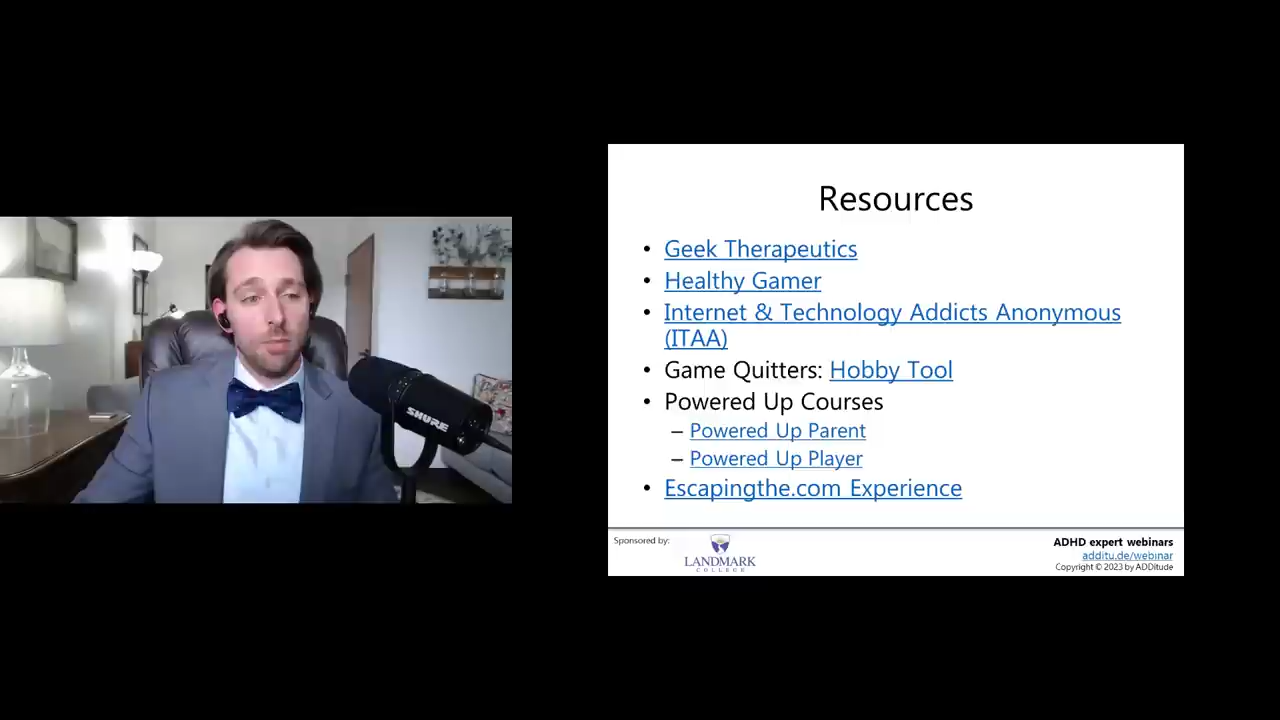 SHURE
Resources
• Geek Therapeutics
• Healthy Gamer
• Internet & Technology Addicts Anonymous
(ITAA)
• Game Quitters: Hobby Tool
• Powered Up Courses
– Powered Up Parent
– Powered Up Player
• Escapingthe.com Experience
Sponsored by:
LANDMARK
COLLEGE
ADHD expert webinars
additu.de/webinar
Copyright © 2023 by ADDitude